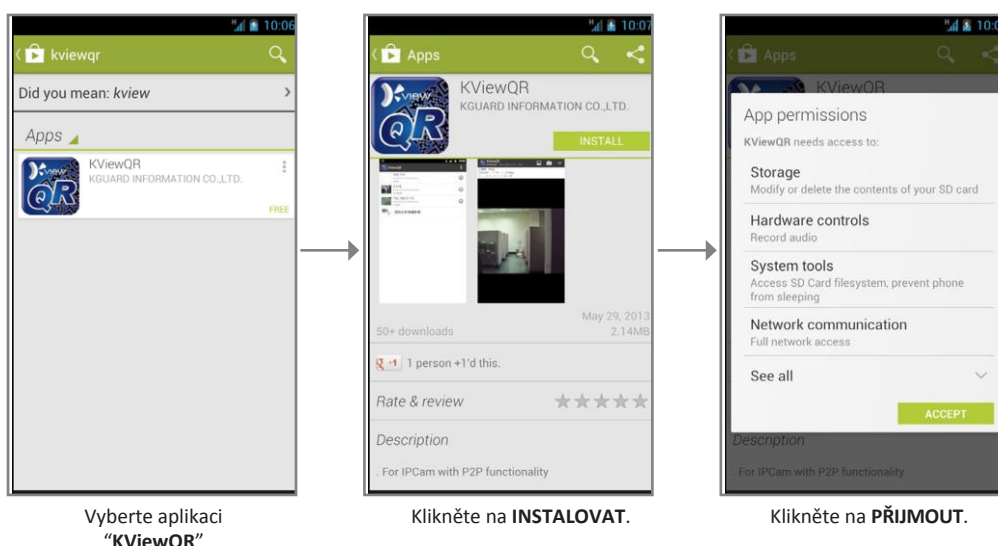 H 10:06
kviewqr
Did you mean: kview
Apps
KView
QR
KViewQR
KGUARD INFORMATION CO.,LTD.
FREE
Vyberte aplikaci
“KViewQR”
H 10:07
Apps
KView
QR
KViewQR
KGUARD INFORMATION CO.,LTD.
INSTALL
May 29, 2013
50+ downloads 2.14MB
g +1 1 person +1'd this.
Rate & review
Description
. For IPCam with P2P functionality
Klikněte na INSTALOVAT.
H
Apps
KViewQR
App permissions
KViewQR needs access to:
Storage
Modify or delete the contents of your SD card
Hardware controls
Record audio
System tools
Access SD Card filesystem, prevent phone
from sleeping
Network communication
Full network access
See all
ACCEPT
Description
. For IPCam with P2P functionality
Klikněte na PŘIJMOUT.